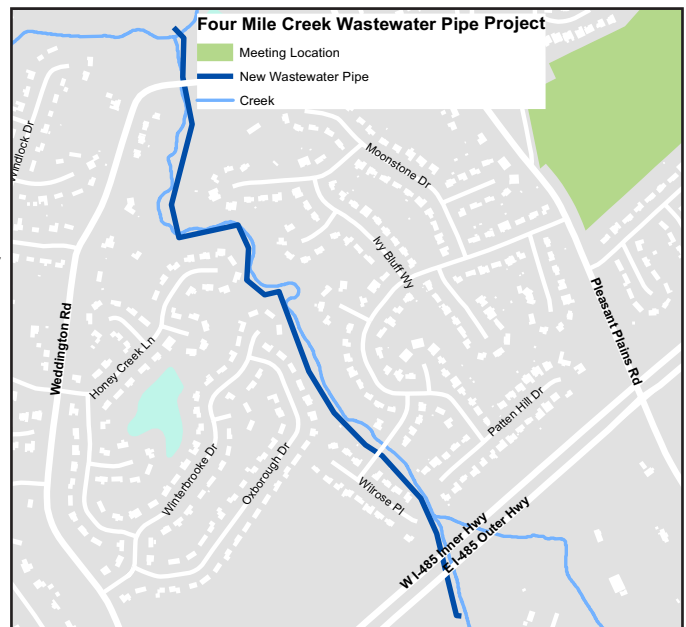 Four Mile Creek Wastewater Pipe Project
Meeting Location
New Wastewater Pipe
Creek
Windlock Dr
Moonstone Dr
Ivy Bluff Wy
Pleasant Plains Rd
Weddington Rd
Honey Creek Ln
Patten Hill Dr
Winterbrooke Dr
Oxborough Dr
Wilrose Pl
W I-485 Inner Hwy
E I-485 Outer Hwy